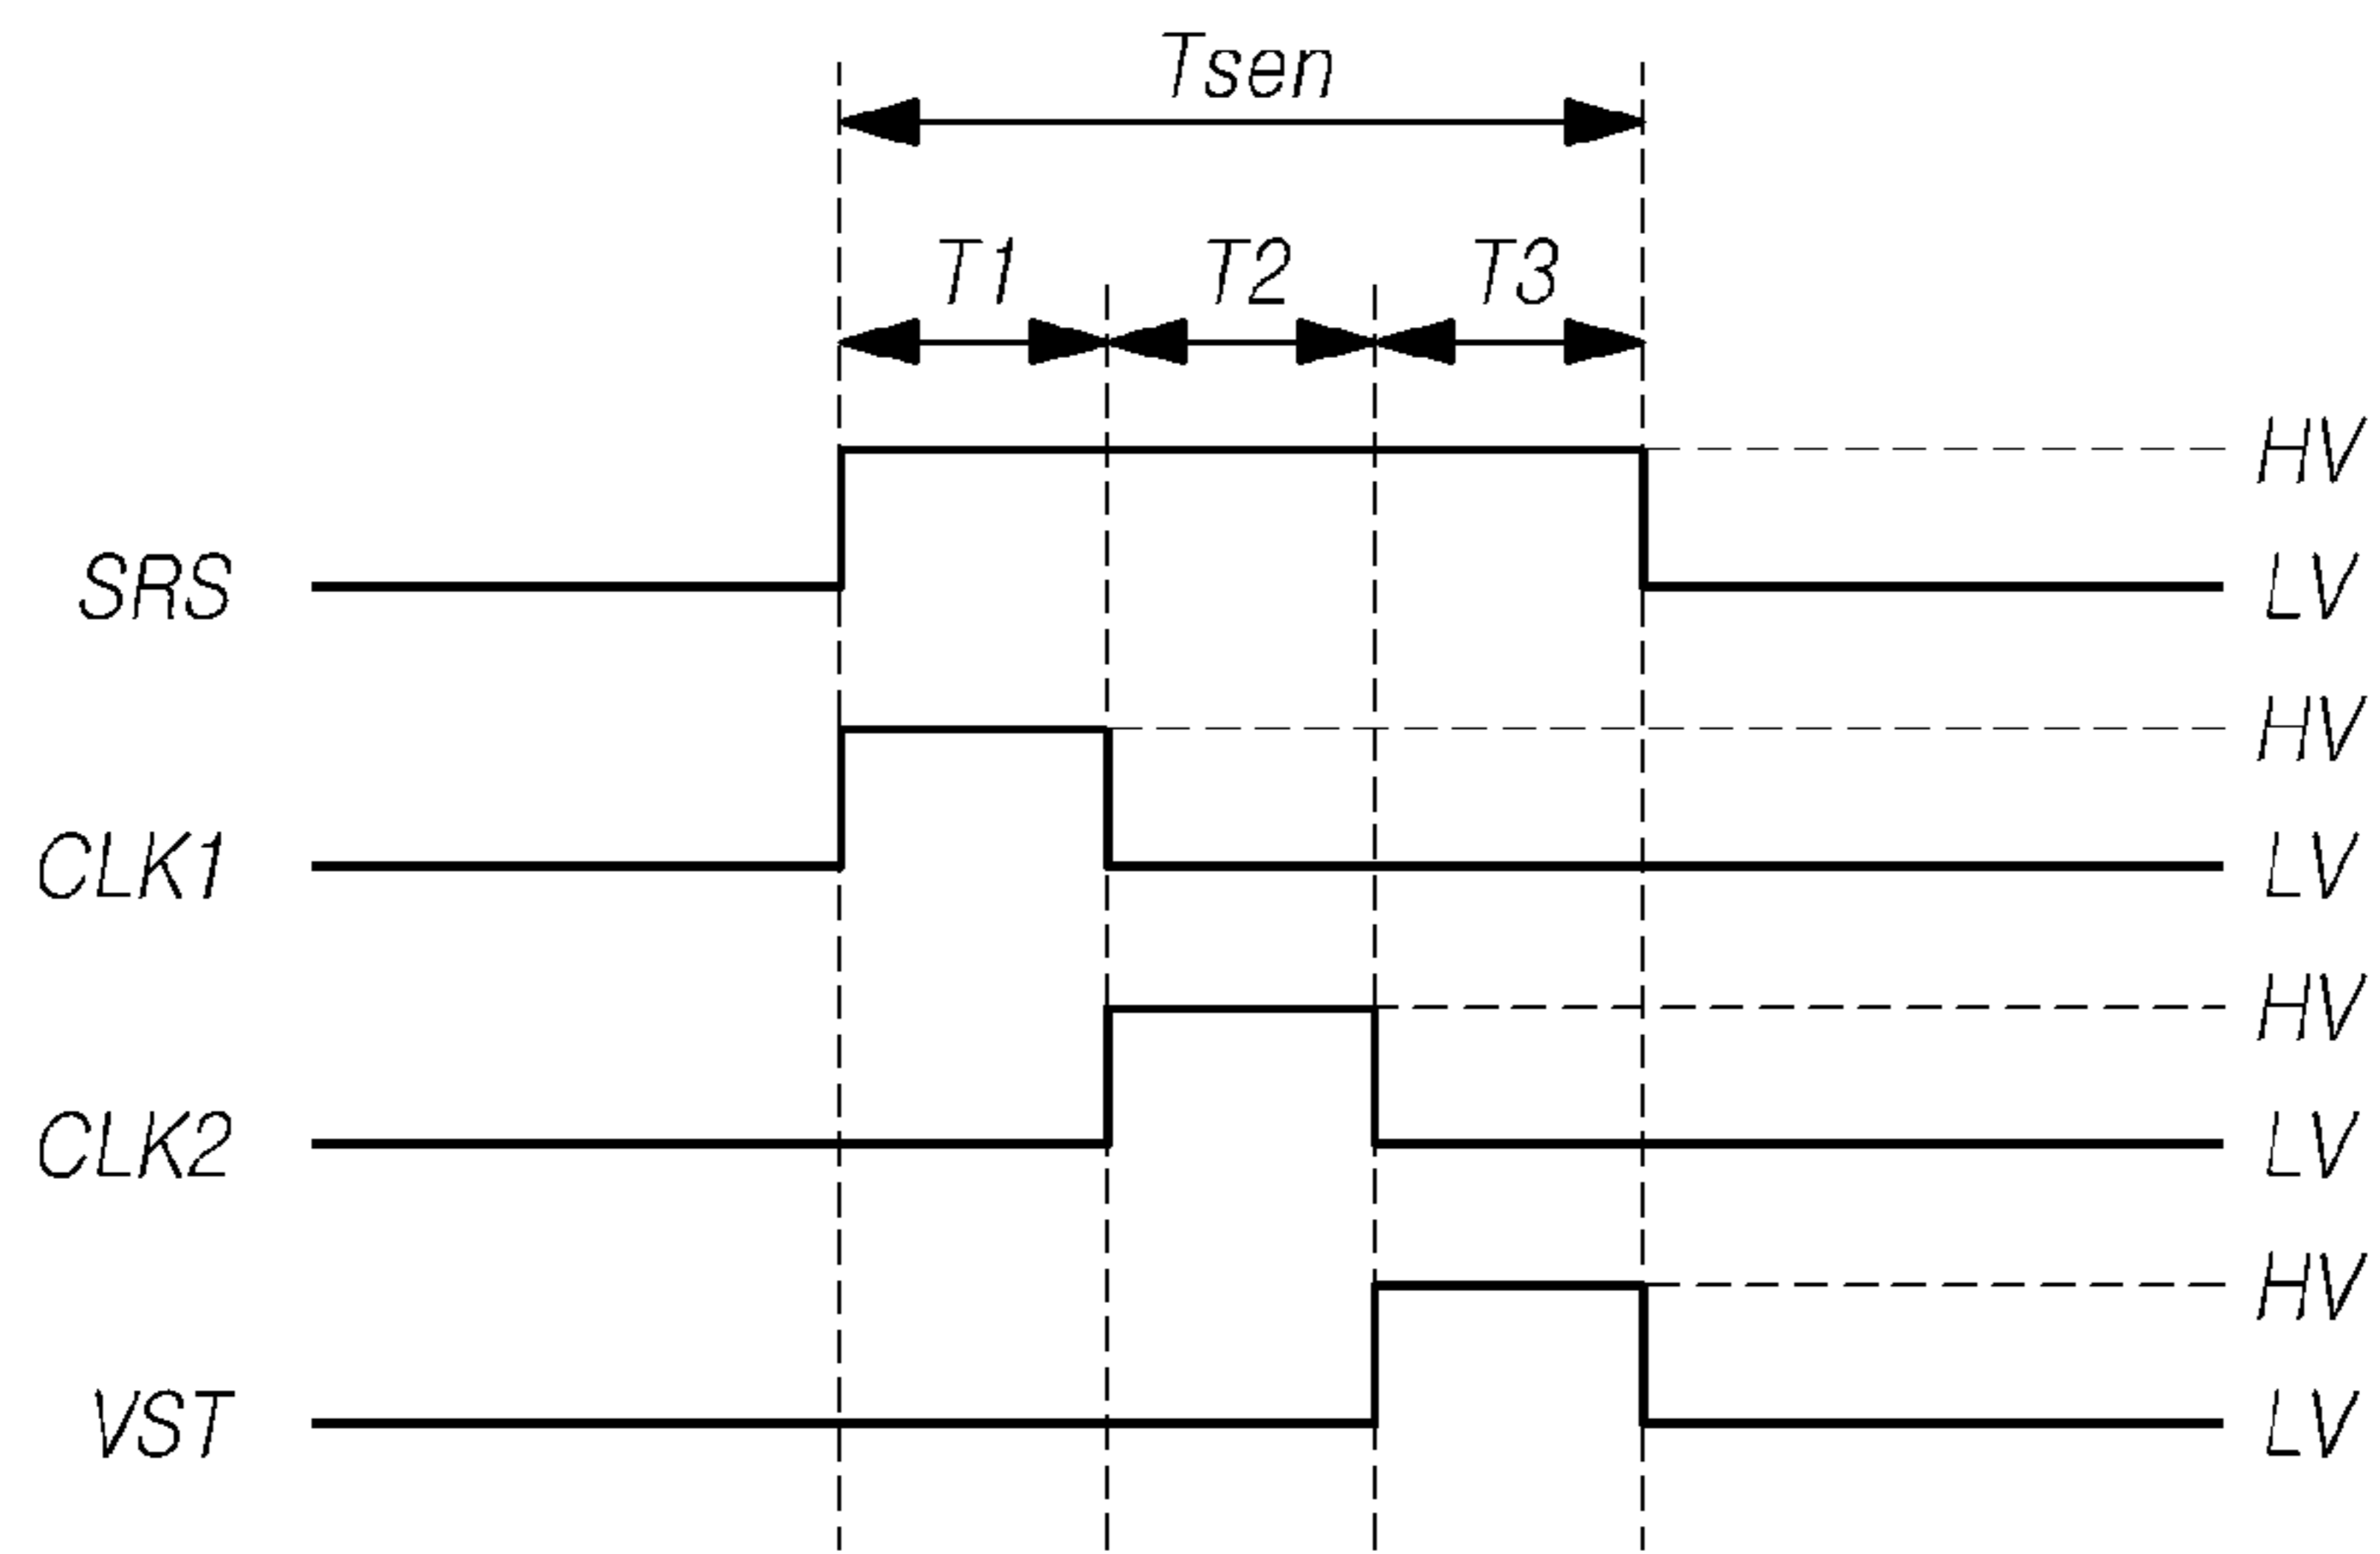 Tsen
T1 T2 T3
HV
SRS LV
HV
CLK1 LV
HV
CLK2 LV
HV
VST LV